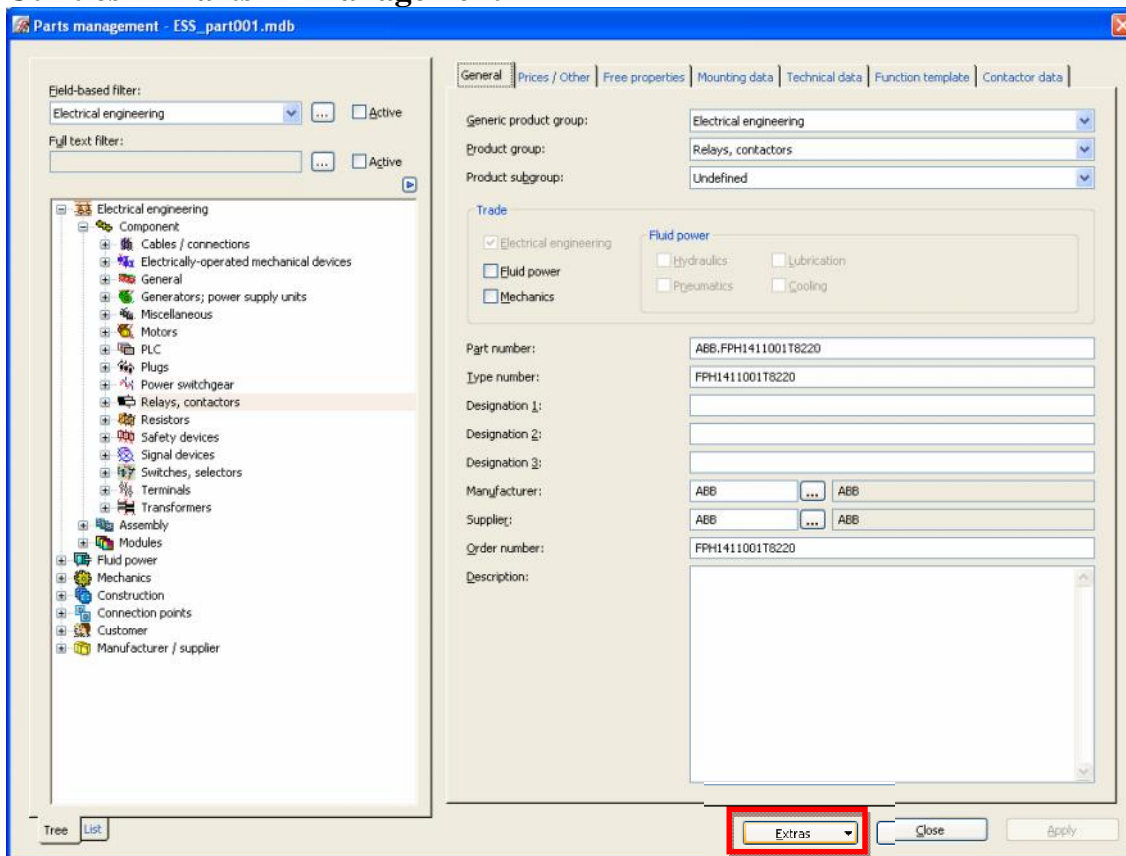 Parts management - ESS_part001.mdb
Field-based filter:
Electrical engineering
...
Active
Full text filter:
...
Active
Electrical engineering
Component
Cables / connections
Electrically-operated mechanical devices
General
Generators; power supply units
Miscellaneous
Motors
PLC
Plugs
Power switchgear
Relays, contactors
Resistors
Safety devices
Signal devices
Switches, selectors
Terminals
Transformers
Assembly
Modules
Fluid power
Mechanics
Construction
Connection points
Customer
Manufacturer / supplier
Tree List
General Prices / Other Free properties Mounting data Technical data Function template Contactor data
Generic product group: Electrical engineering
Product group: Relays, contactors
Product subgroup: Undefined
Trade
Electrical engineering
Fluid power
Mechanics
Fluid power
Hydraulics Lubrication
Pneumatics Cooling
Part number: ABB.FPH1411001T8220
Type number: FPH1411001T8220
Designation 1:
Designation 2:
Designation 3:
Manufacturer: ABB ... ABB
Supplier: ABB ... ABB
Order number: FPH1411001T8220
Description:
Extras Close Apply